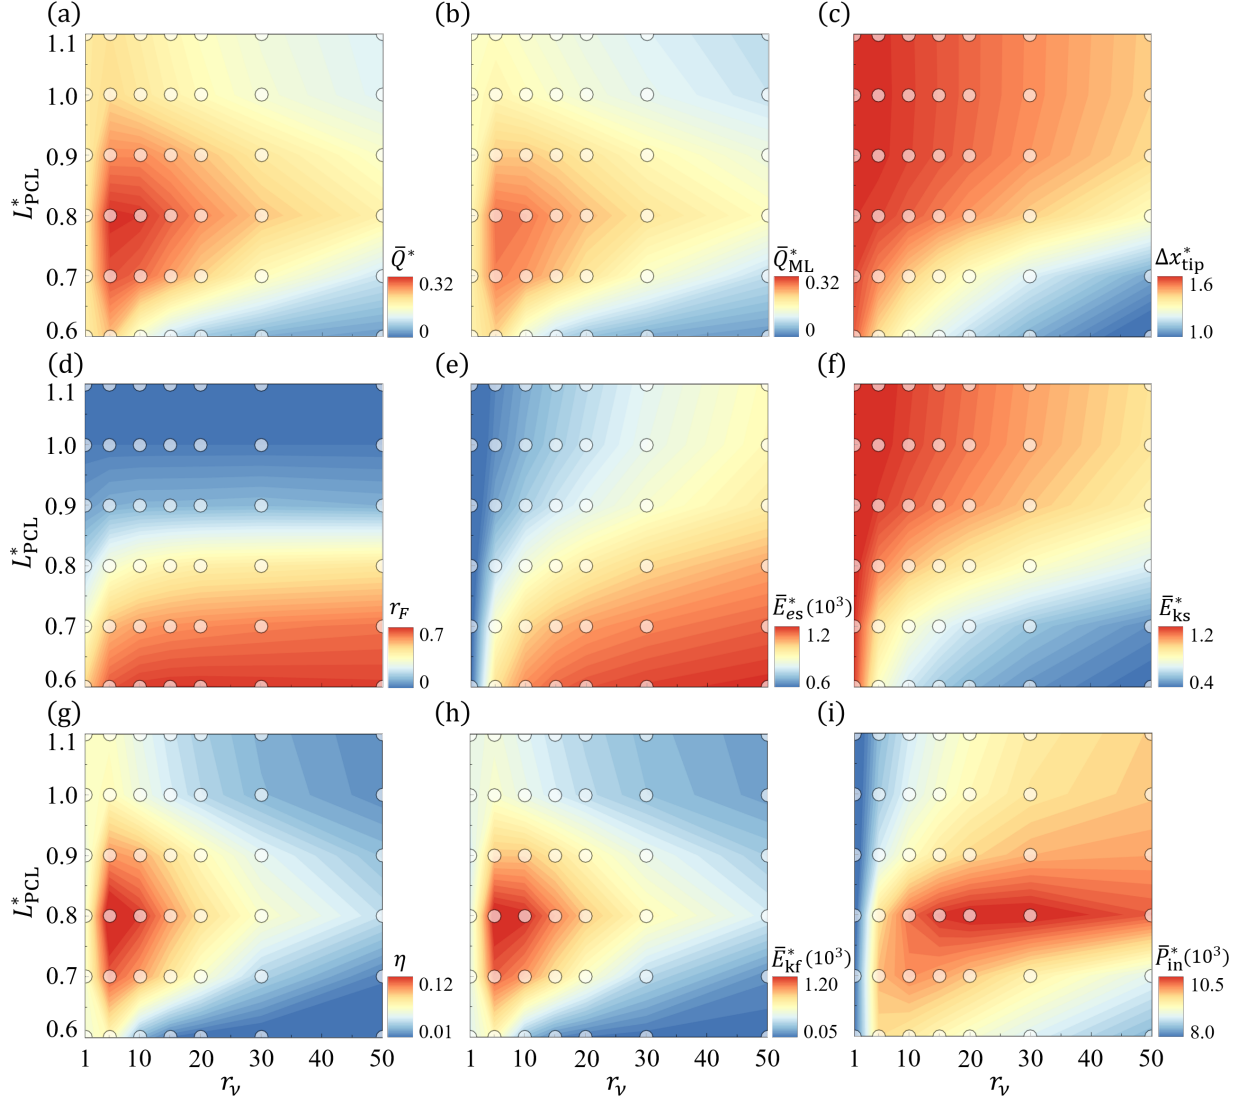 (a)
(b)
(c)
1.1
1.0
0.9
0.8
0.7
0.6
L*PCL
Q̄*
0.32
0
Q̄*ML
0.32
0
Δx*tip
1.6
1.0
(d)
(e)
(f)
1.1
1.0
0.9
0.8
0.7
0.6
L*PCL
rF
0.7
0
Ē*es(10³)
1.2
0.6
Ē*ks
1.2
0.4
(g)
(h)
(i)
1.1
1.0
0.9
0.8
0.7
0.6
L*PCL
η
0.12
0.01
Ē*kf(10³)
1.20
0.05
P̄*in(10³)
10.5
8.0
1 10 20 30 40 50
1 10 20 30 40 50
1 10 20 30 40 50
rν
rν